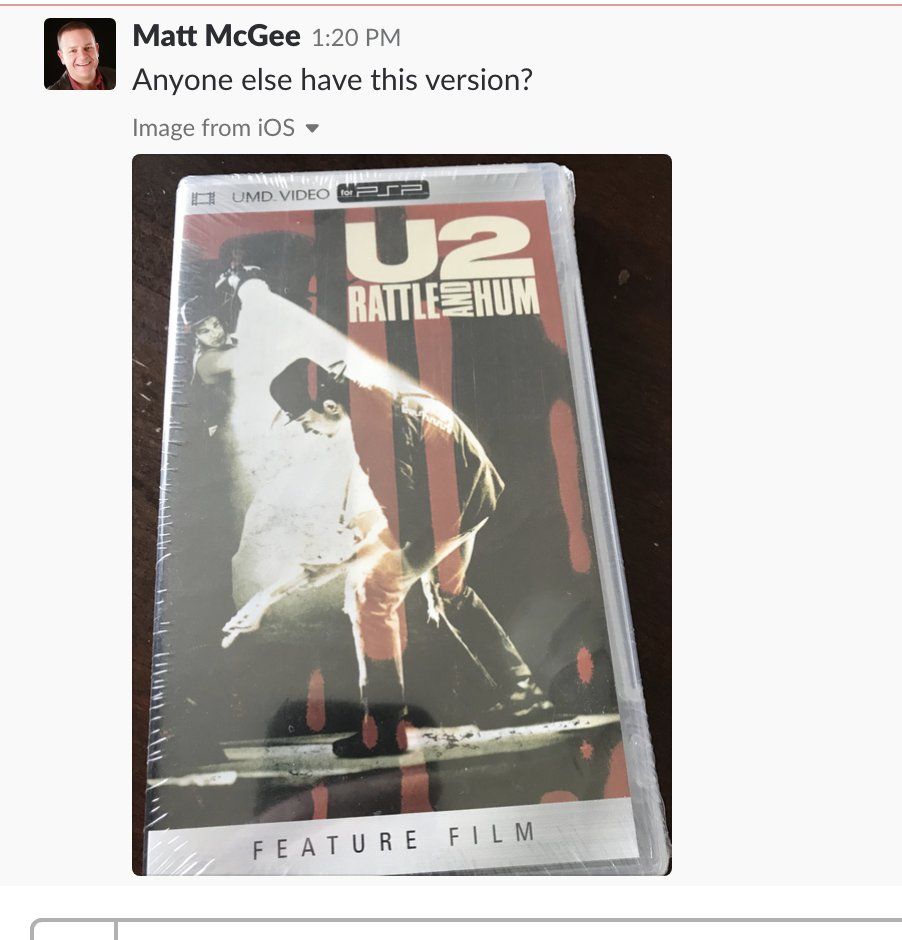 Matt McGee 1:20 PM
Anyone else have this version?
Image from iOS
UMD VIDEO for PSP
U2
RATTLE AND HUM
FEATURE FILM